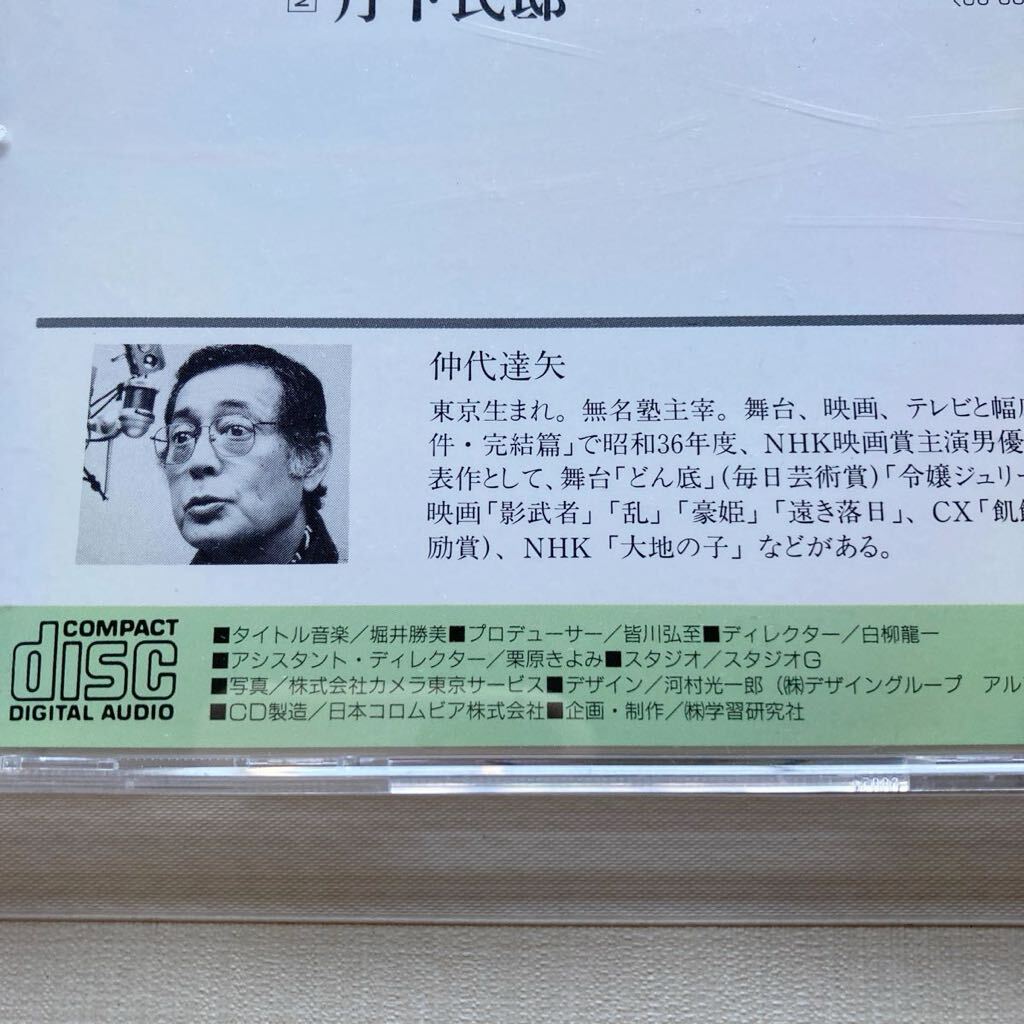 2
仲代達矢
東京生まれ。無名塾主宰。舞台、映画、テレビと幅
件・完結篇」で昭和36年度、NHK映画賞主演男優
表作として、舞台「どん底」(毎日芸術賞)「令嬢ジュリー
映画「影武者」「乱」「豪姫」「遠き落日」、CX「飢
励賞)、NHK「大地の子」などがある。
COMPACT
disc
DIGITAL AUDIO
■タイトル音楽／堀井勝美■プロデューサー／皆川弘至■ディレクター／白柳龍一
■アシスタント・ディレクター／栗原きよみ■スタジオ／スタジオG
■写真／株式会社カメラ東京サービス■デザイン／河村光一郎（㈱デザイングループ アル
■CD製造／日本コロムビア株式会社■企画・制作／㈱学習研究社